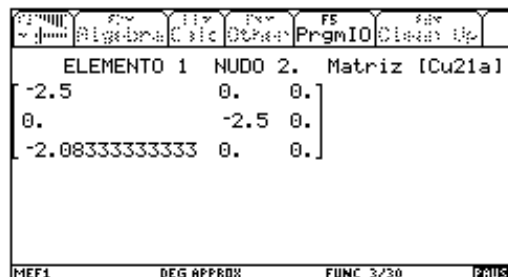 F5
Algebra Calc Other PrgmIO Clean Up
ELEMENTO 1 NUDO 2. Matriz [Cu21a]
-2.5 0. 0.
0. -2.5 0.
-2.08333333333 0. 0.
MEF1 DEG APPROX FUNC 3/30 PAUS